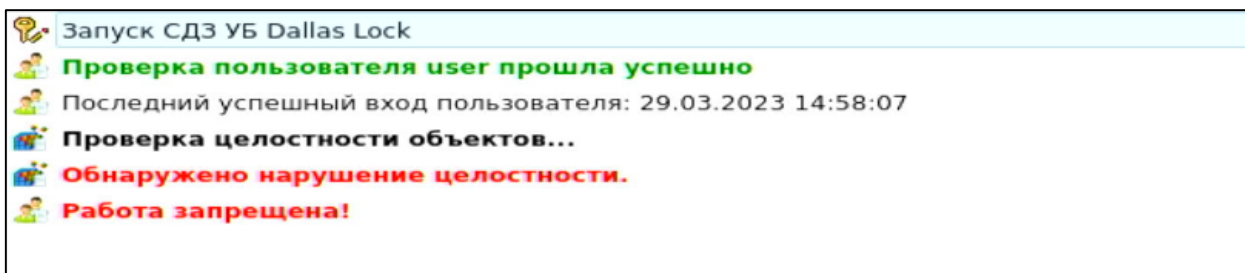 Запуск СДЗ УБ Dallas Lock
Проверка пользователя user прошла успешно
Последний успешный вход пользователя: 29.03.2023 14:58:07
Проверка целостности объектов...
Обнаружено нарушение целостности.
Работа запрещена!